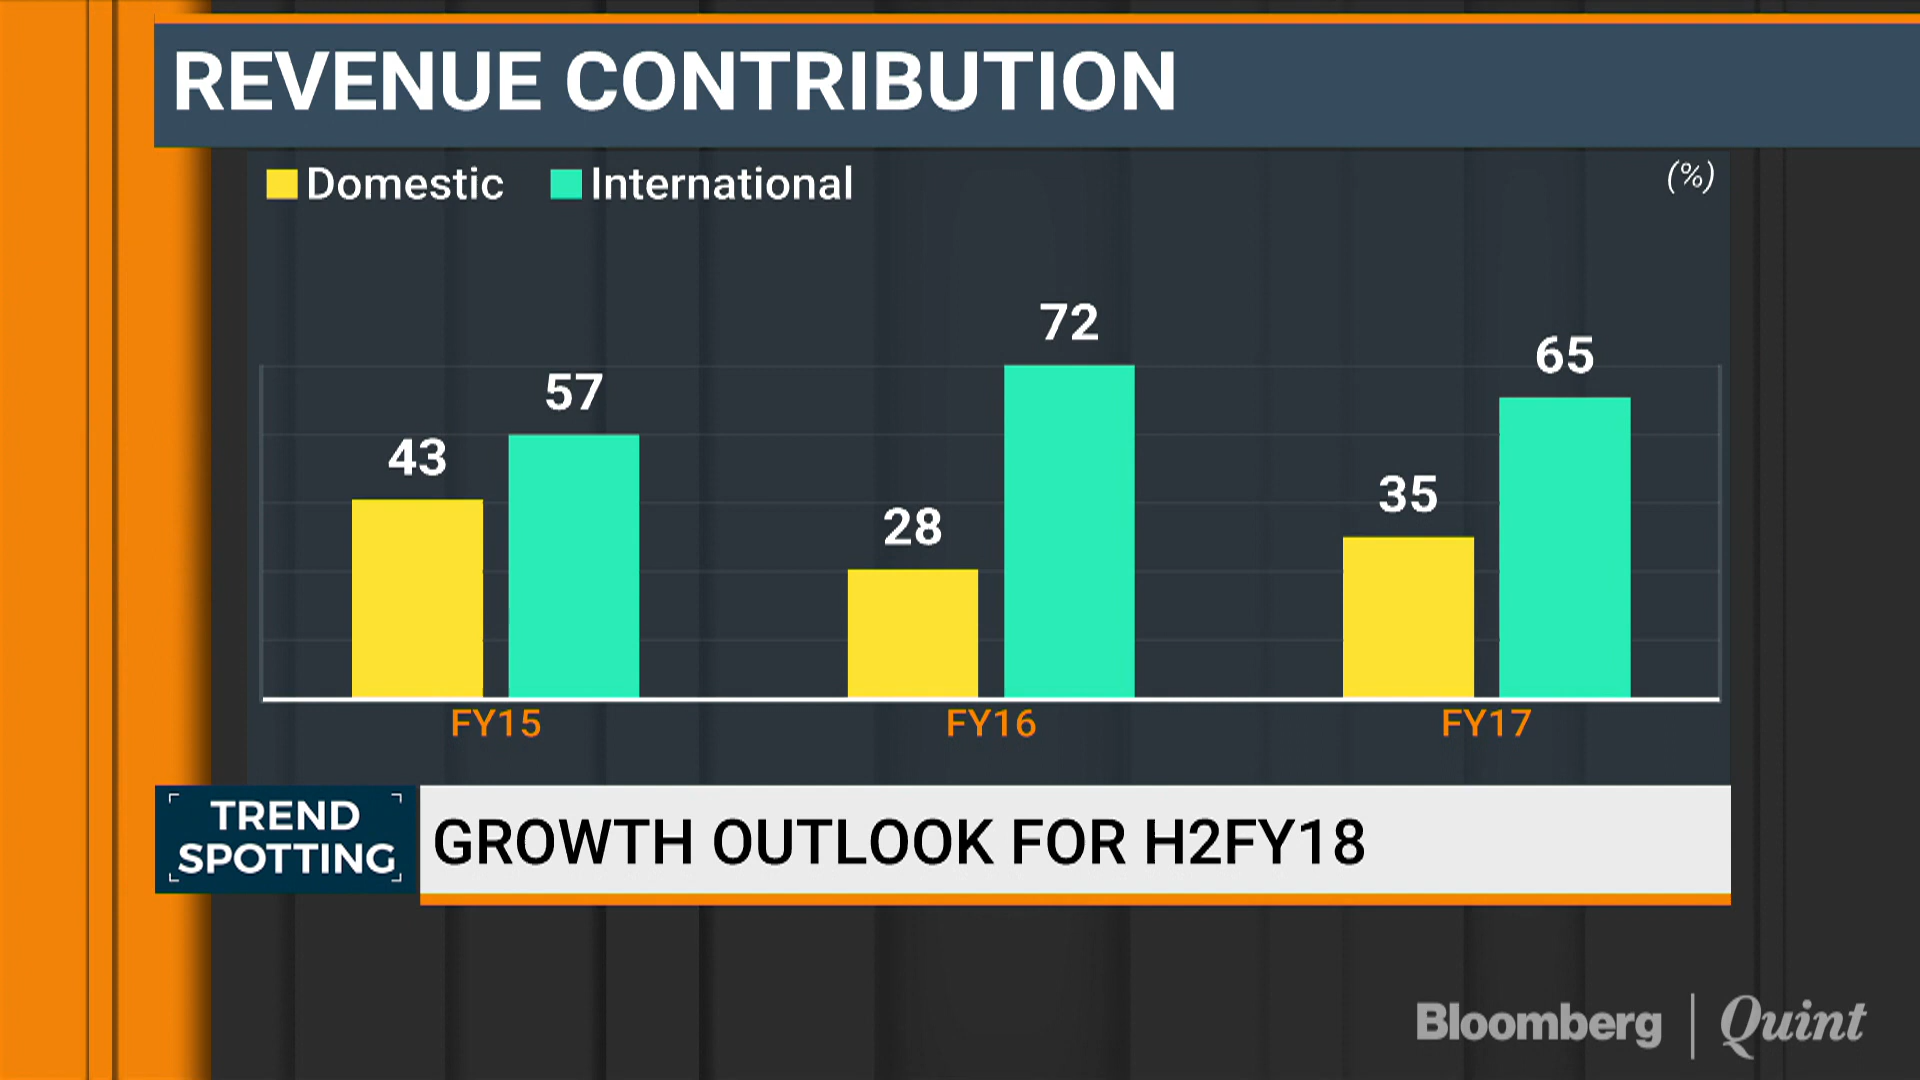 REVENUE CONTRIBUTION
Domestic International (%)
43 57 28 72 35 65
FY15 FY16 FY17
TREND
SPOTTING
GROWTH OUTLOOK FOR H2FY18
Bloomberg | Quint